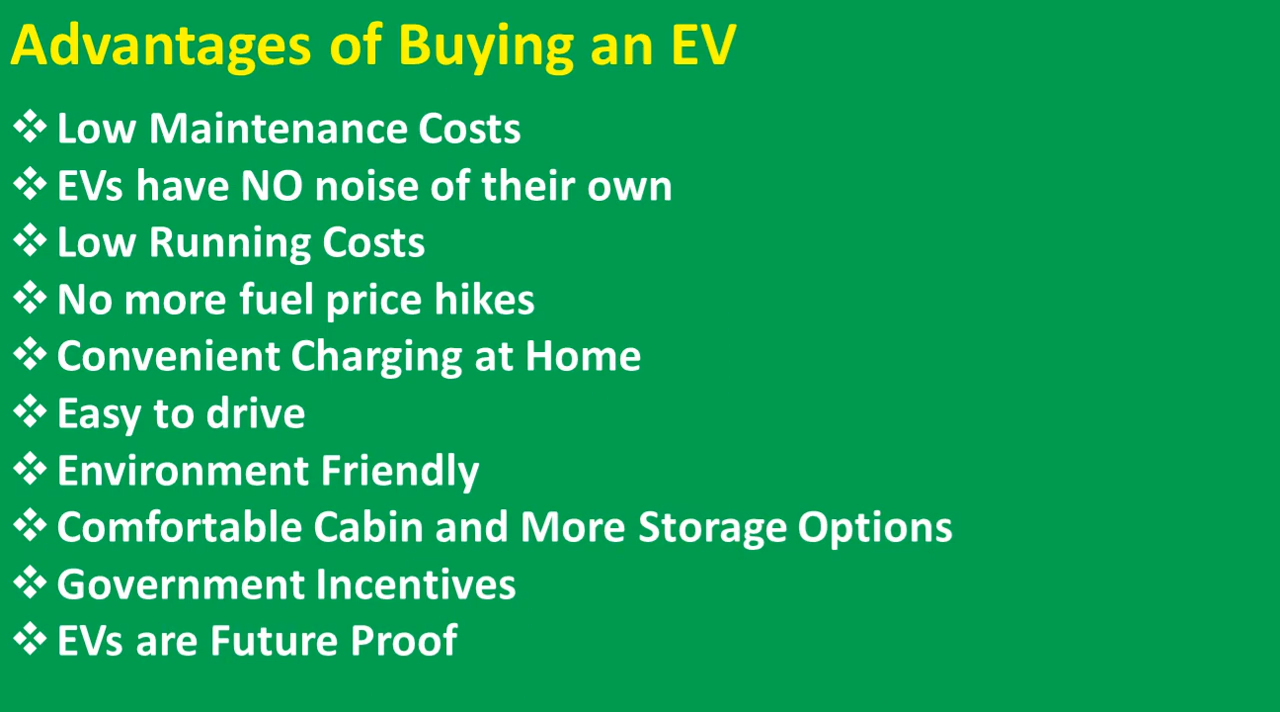 Advantages of Buying an EV
❖ Low Maintenance Costs
❖ EVs have NO noise of their own
❖ Low Running Costs
❖ No more fuel price hikes
❖ Convenient Charging at Home
❖ Easy to drive
❖ Environment Friendly
❖ Comfortable Cabin and More Storage Options
❖ Government Incentives
❖ EVs are Future Proof